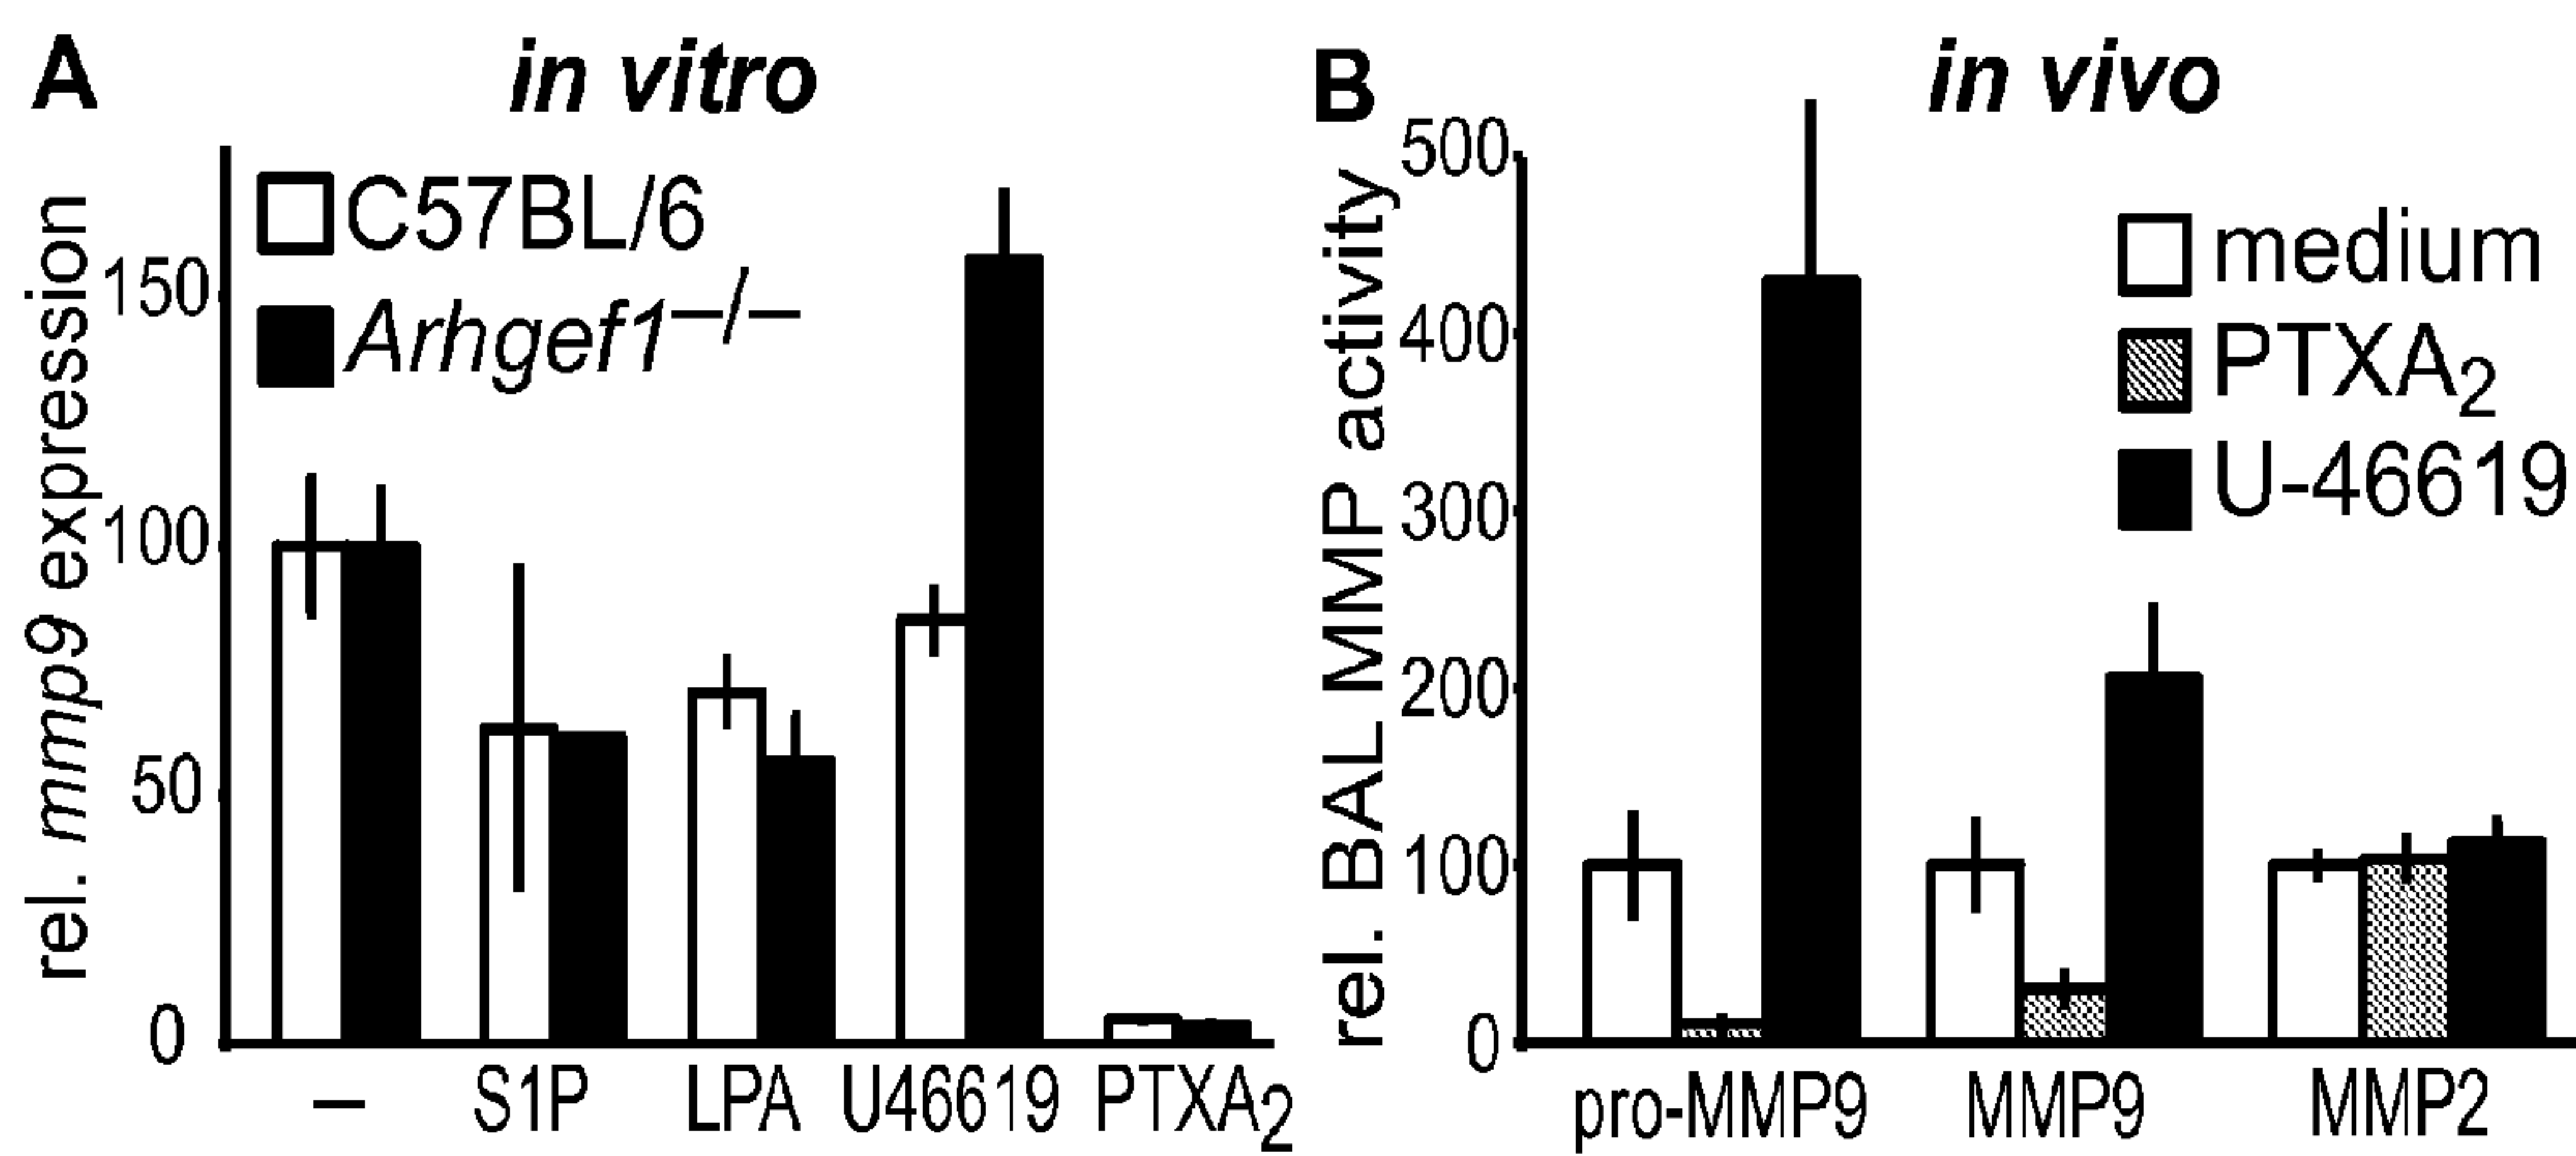 A
in vitro
rel. mmp9 expression
150
100
50
0
C57BL/6
Arhgef1–/–
–
S1P
LPA
U46619
PTXA2
B
in vivo
rel. BAL MMP activity
500
400
300
200
100
0
medium
PTXA2
U-46619
pro-MMP9
MMP9
MMP2